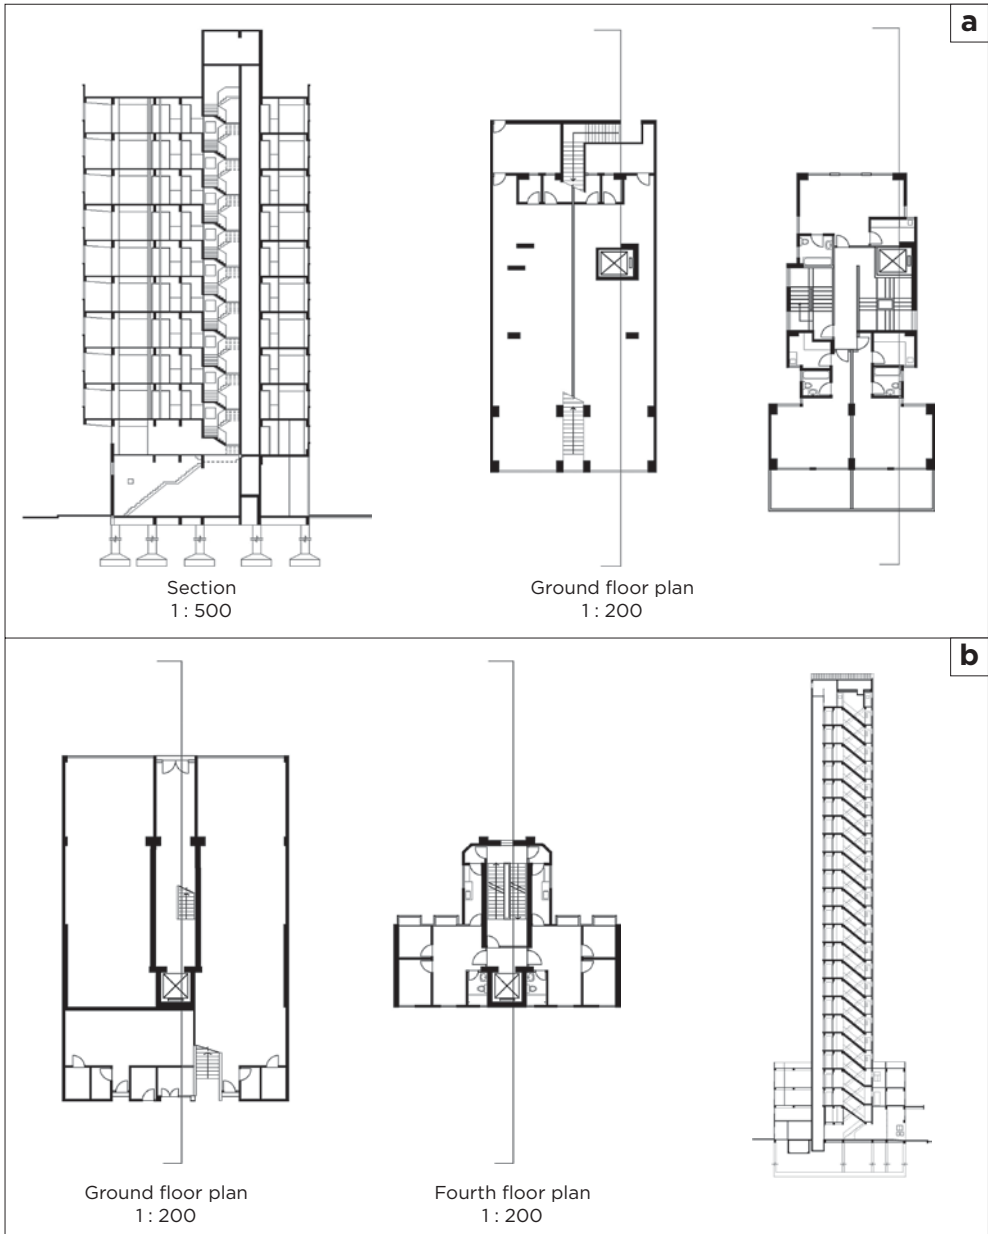 a
Section
1 : 500
Ground floor plan
1 : 200
b
Ground floor plan
1 : 200
Fourth floor plan
1 : 200